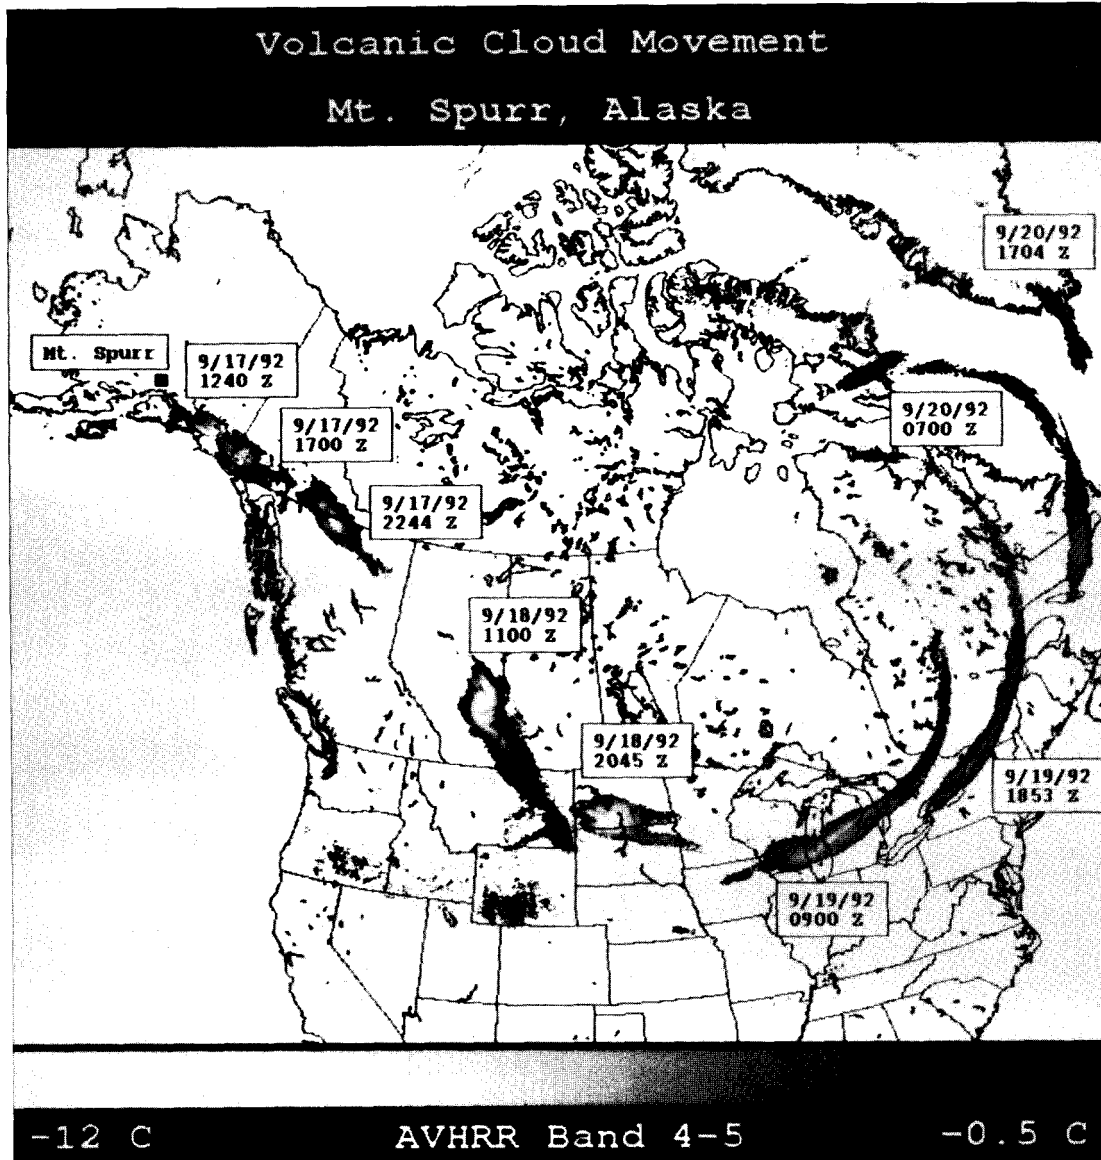 Volcanic Cloud Movement
Mt. Spurr, Alaska
9/20/92
1704 Z
Mt. Spurr
9/17/92
1240 Z
9/17/92
1700 Z
9/20/92
0700 Z
9/17/92
2244 Z
9/18/92
1100 Z
9/18/92
2045 Z
9/19/92
1853 Z
9/19/92
0900 Z
-12 C AVHRR Band 4-5 -0.5 C